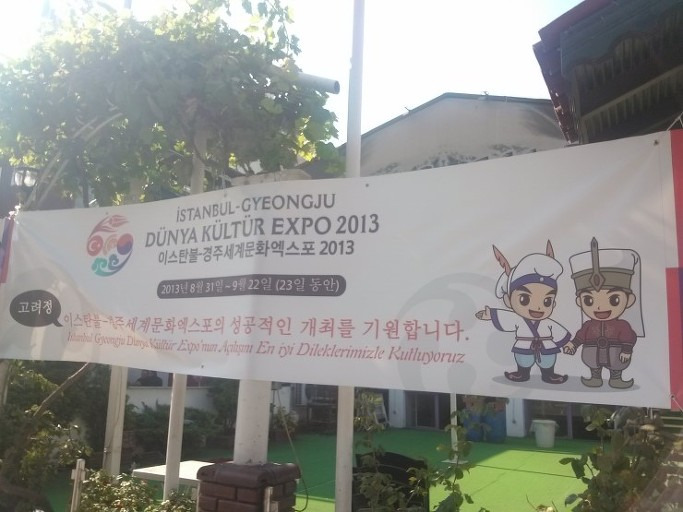 İSTANBUL-GYEONGJU
DÜNYA KÜLTÜR EXPO 2013
이스탄불-경주세계문화엑스포 2013
2013년 8월 31일~9월 22일 (23일 동안)
고려정
이스탄불-경주세계문화엑스포의 성공적인 개최를 기원합니다.
Istanbul Gyeongju Dünya Kültür Expo'nun Açılışını En iyi Dileklerimizle Kutluyoruz